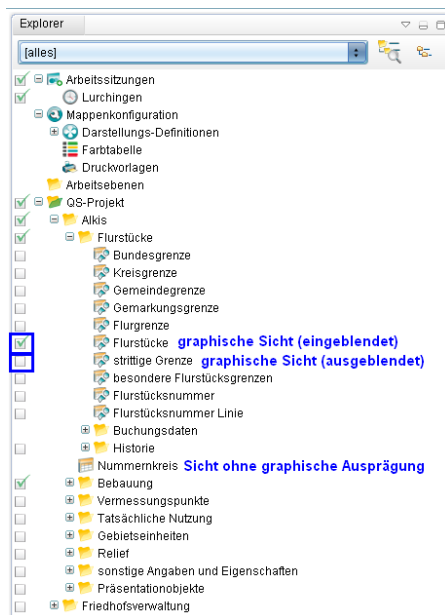 Explorer
[alles]
Arbeitssitzungen
Lurchingen
Mappenkonfiguration
Darstellungs-Definitionen
Farbtabelle
Druckvorlagen
Arbeitsebenen
QS-Projekt
Alkis
Flurstücke
Bundesgrenze
Kreisgrenze
Gemeindegrenze
Gemarkungsgrenze
Flurgrenze
Flurstücke graphische Sicht (eingeblendet)
strittige Grenze graphische Sicht (ausgeblendet)
besondere Flurstücksgrenzen
Flurstücksnummer
Flurstücksnummer Linie
Buchungsdaten
Historie
Nummernkreis Sicht ohne graphische Ausprägung
Bebauung
Vermessungspunkte
Tatsächliche Nutzung
Gebietseinheiten
Relief
sonstige Angaben und Eigenschaften
Präsentationobjekte
Friedhofsverwaltung